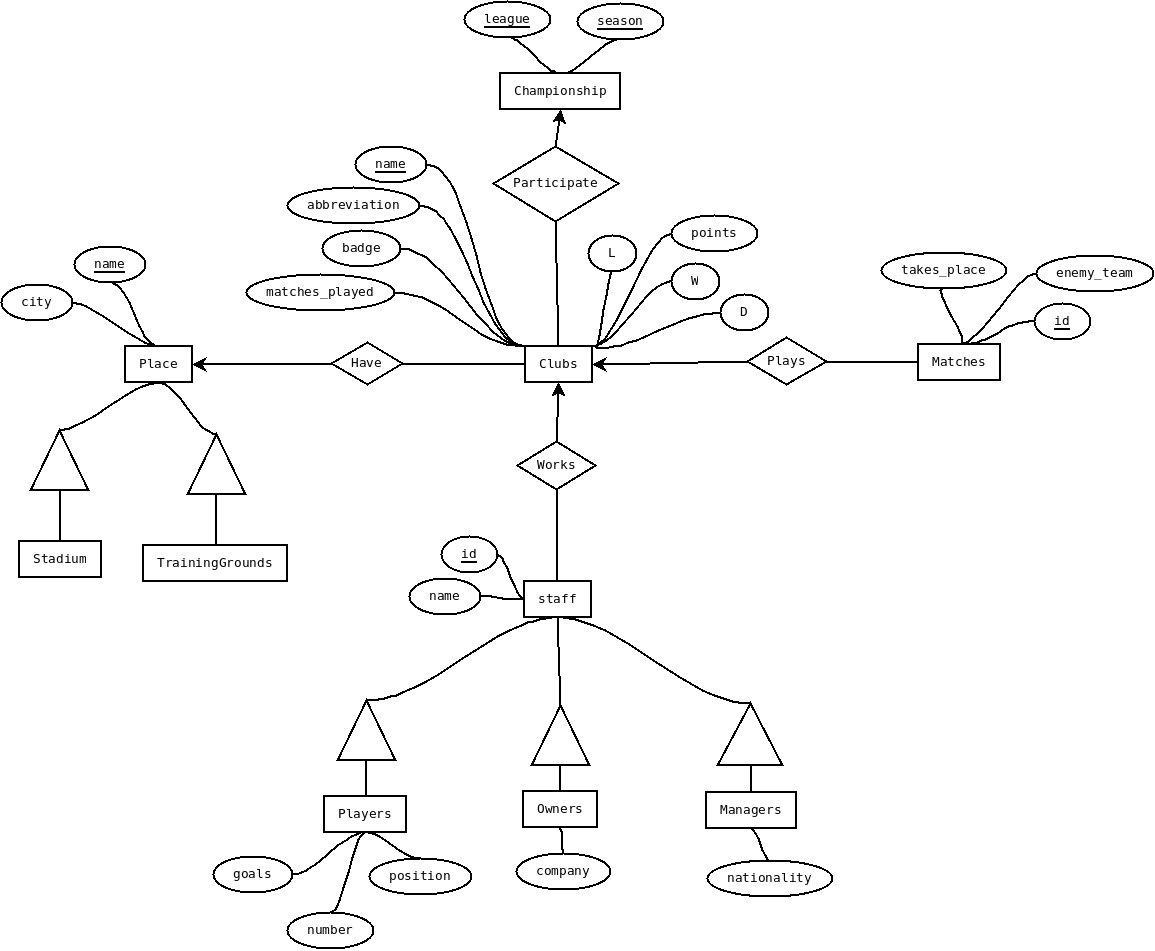 league
season
Championship
name
Participate
abbreviation
points
badge
L
name
takes_place
enemy_team
W
matches_played
city
D
id
Place
Have
Clubs
Plays
Matches
Works
id
Stadium
TrainingGrounds
name
staff
Players
Owners
Managers
goals
position
company
nationality
number